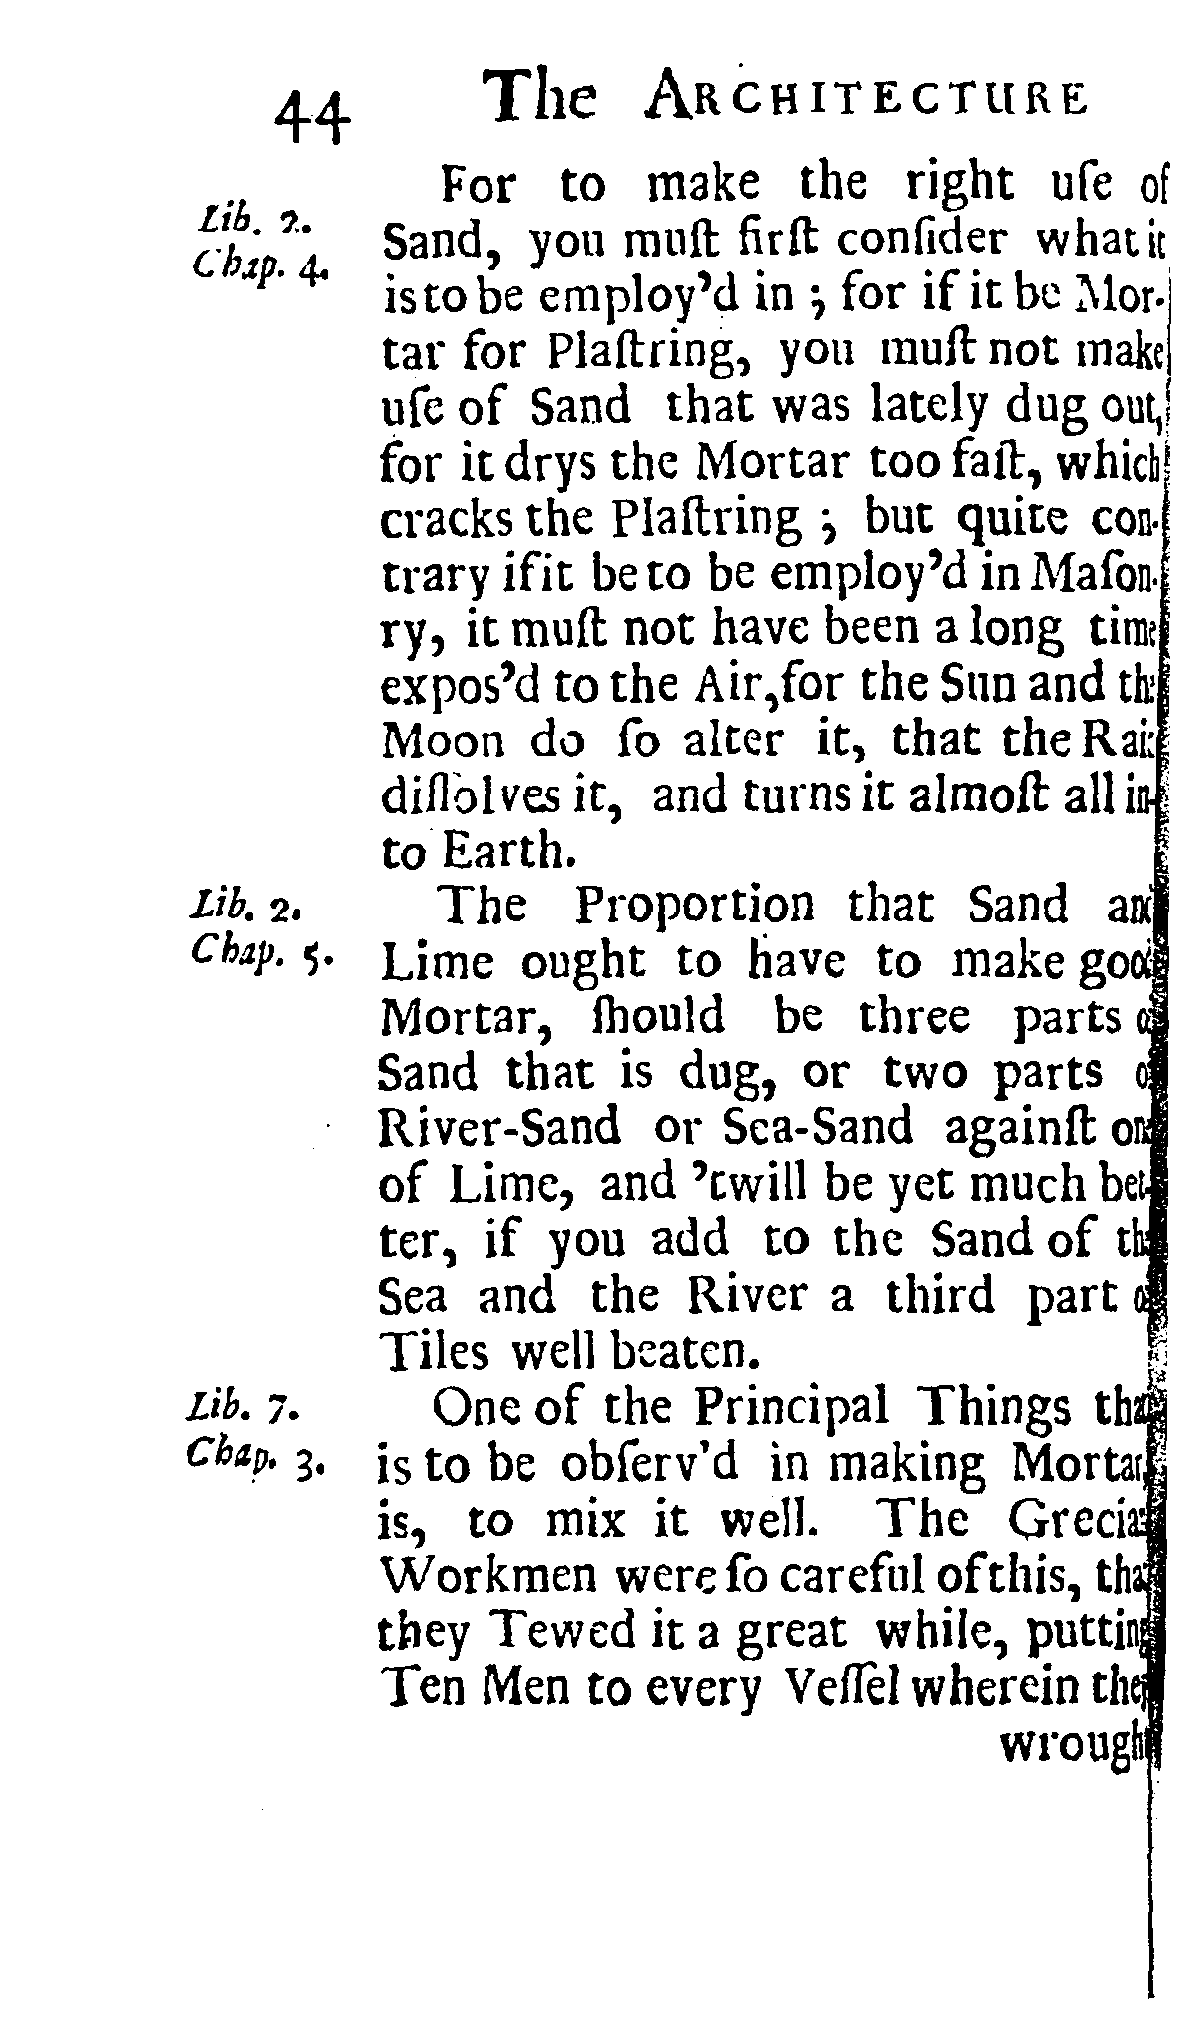 44 The ARCHITECTURE
For to make the right uſe of
Lib. 2.
Chap. 4.
Sand, you muſt firſt conſider what it
is to be employ'd in ; for if it be Mor-
tar for Plaſtring, you muſt not make
uſe of Sand that was lately dug out,
for it drys the Mortar too faſt, which
cracks the Plaſtring ; but quite con-
trary if it be to be employ'd in Maſon-
ry, it muſt not have been a long time
expos'd to the Air, for the Sun and the
Moon do ſo alter it, that the Rain
diſſolves it, and turns it almoſt all in-
to Earth.
Lib. 2.
Chap. 5.
The Proportion that Sand and
Lime ought to have to make good
Mortar, ſhould be three parts of
Sand that is dug, or two parts of
River-Sand or Sea-Sand againſt one
of Lime, and 'twill be yet much bet-
ter, if you add to the Sand of the
Sea and the River a third part of
Tiles well beaten.
Lib. 7.
Chap. 3.
One of the Principal Things that
is to be obſerv'd in making Mortar,
is, to mix it well. The Grecian
Workmen were ſo careful of this, that
they Tewed it a great while, putting
Ten Men to every Veſſel wherein they
wrought